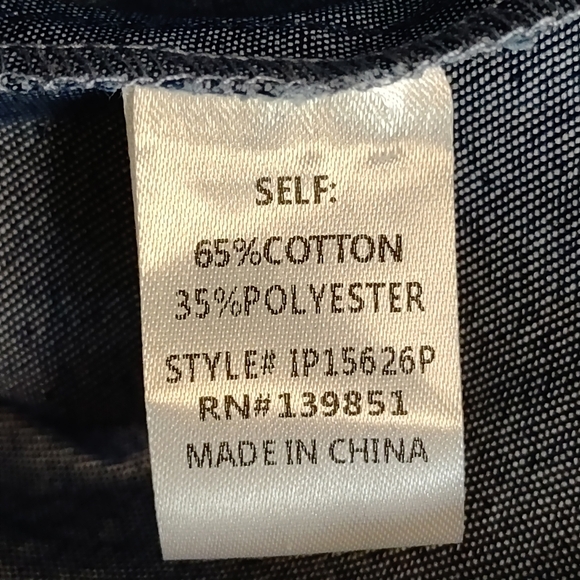 SELF:
65%COTTON
35%POLYESTER
STYLE# IP15626P
RN#139851
MADE IN CHINA